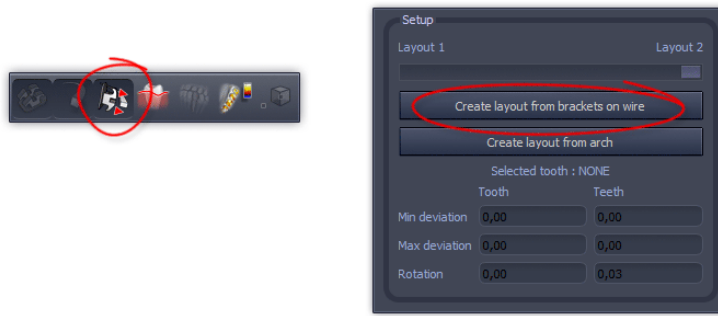 Setup
Layout 1 Layout 2
Create layout from brackets on wire
Create layout from arch
Selected tooth : NONE
Tooth Teeth
Min deviation 0,00 0,00
Max deviation 0,00 0,00
Rotation 0,00 0,03